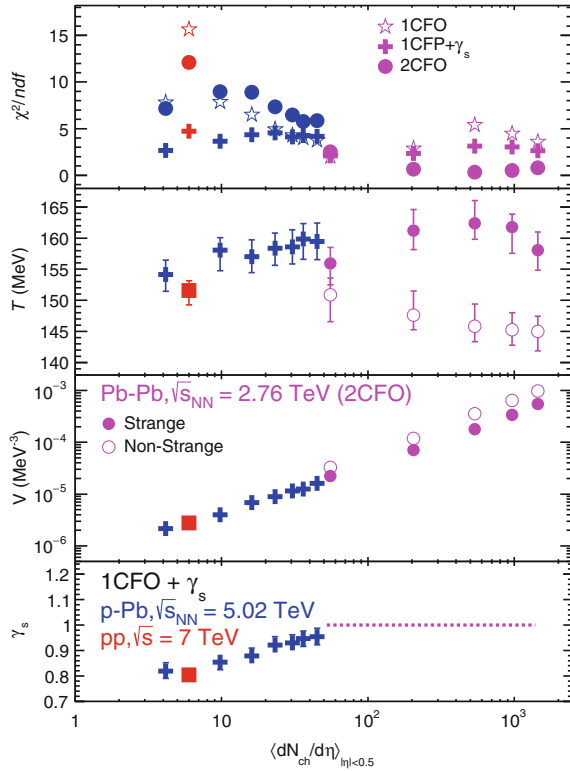 χ²/ndf
15
10
5
0
☆ 1CFO
✚ 1CFP+γₛ
● 2CFO
T (MeV)
165
160
155
150
145
140
V (MeV⁻³)
10⁻³
10⁻⁴
10⁻⁵
10⁻⁶
Pb-Pb,√s_NN = 2.76 TeV (2CFO)
● Strange
○ Non-Strange
γₛ
1.2
1.1
1
0.9
0.8
0.7
1CFO + γₛ
p-Pb,√s_NN = 5.02 TeV
pp,√s = 7 TeV
1 10 10² 10³
⟨dN_ch/dη⟩_|η|<0.5